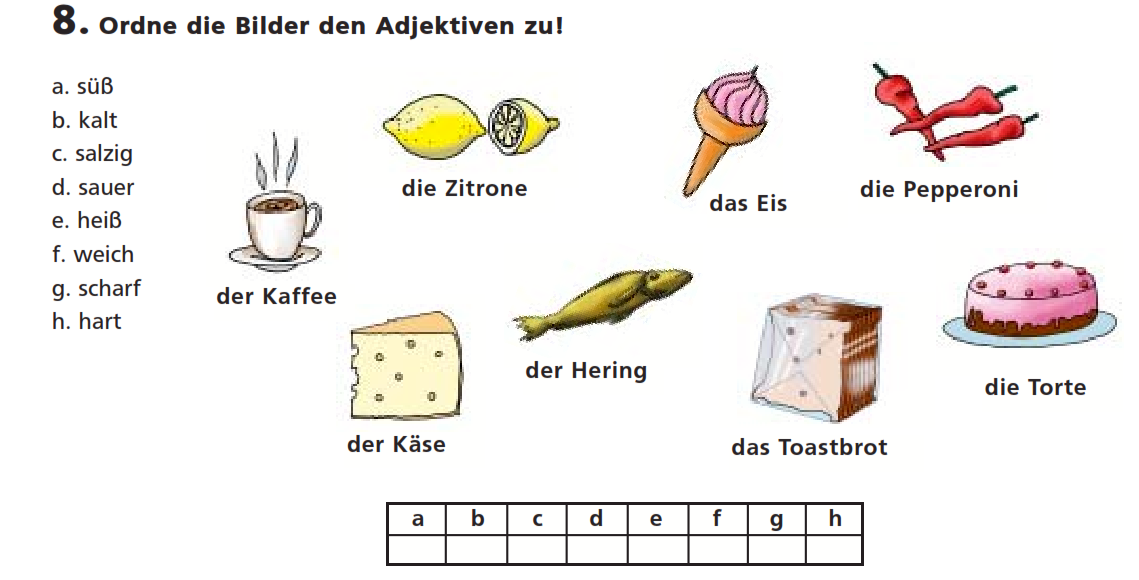 8. Ordne die Bilder den Adjektiven zu!
a. süß
b. kalt
c. salzig
d. sauer
e. heiß
f. weich
g. scharf
h. hart
die Zitrone
das Eis
die Pepperoni
der Kaffee
der Hering
die Torte
der Käse
das Toastbrot
a b c d e f g h